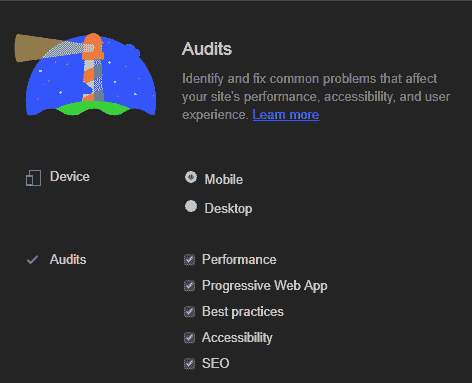 Audits
Identify and fix common problems that affect
your site's performance, accessibility, and user
experience. Learn more
Device
Mobile
Desktop
Audits
Performance
Progressive Web App
Best practices
Accessibility
SEO